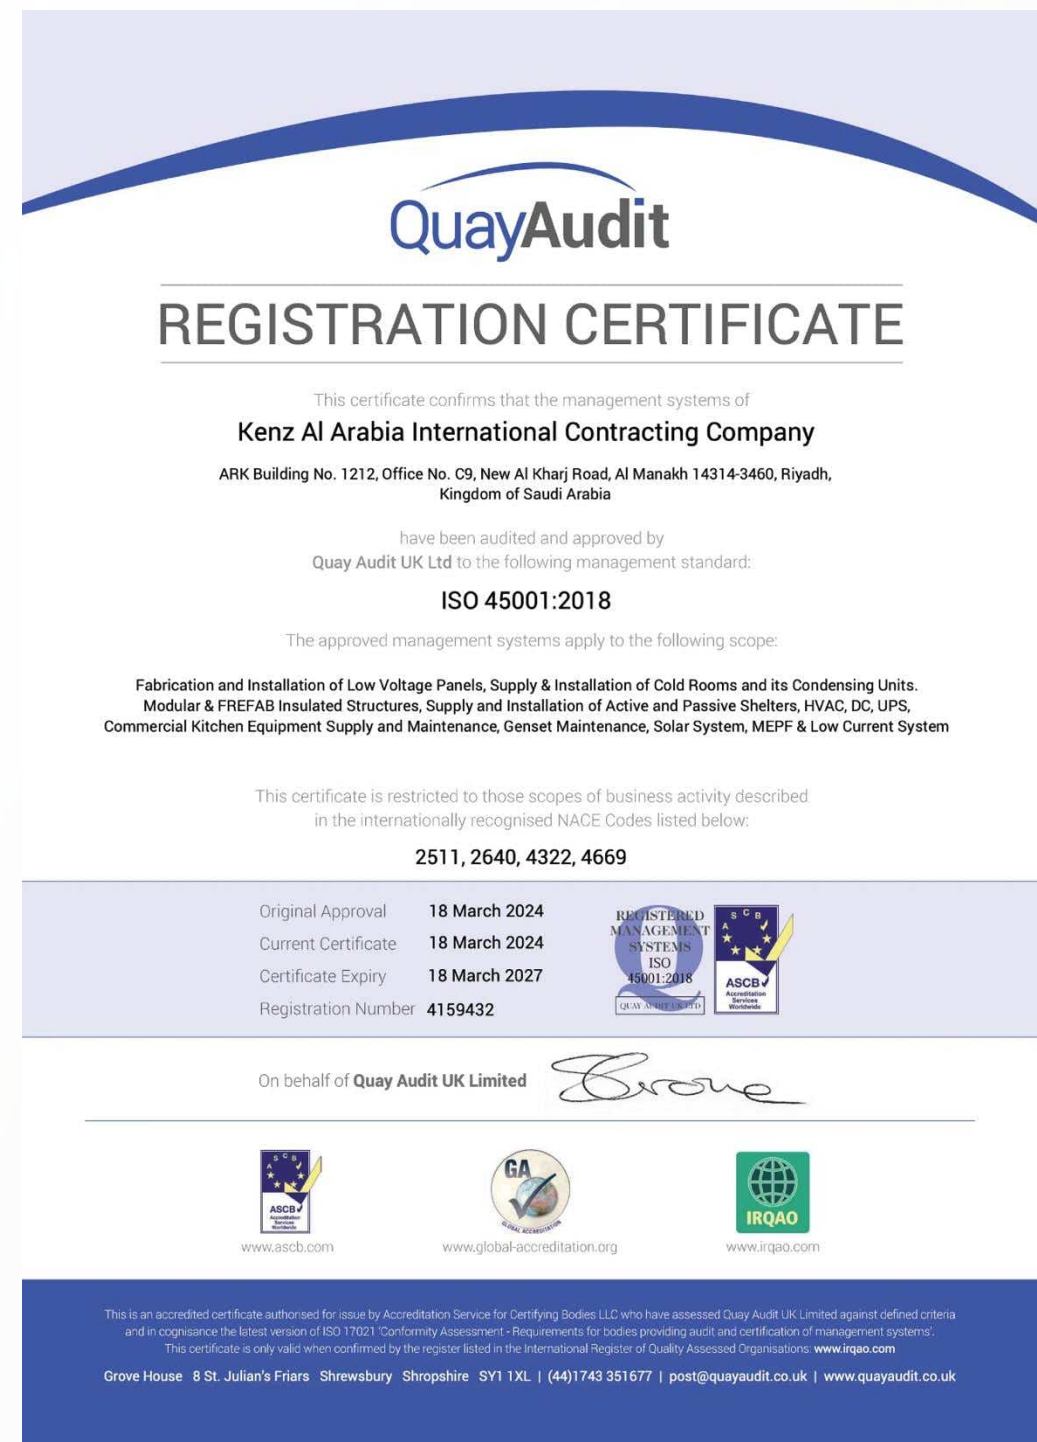 QuayAudit
REGISTRATION CERTIFICATE
This certificate confirms that the management systems of
Kenz Al Arabia International Contracting Company
ARK Building No. 1212, Office No. C9, New Al Kharj Road, Al Manakh 14314-3460, Riyadh,
Kingdom of Saudi Arabia
have been audited and approved by
Quay Audit UK Ltd to the following management standard:
ISO 45001:2018
The approved management systems apply to the following scope:
Fabrication and Installation of Low Voltage Panels, Supply & Installation of Cold Rooms and its Condensing Units.
Modular & FREFAB Insulated Structures, Supply and Installation of Active and Passive Shelters, HVAC, DC, UPS,
Commercial Kitchen Equipment Supply and Maintenance, Genset Maintenance, Solar System, MEPF & Low Current System
This certificate is restricted to those scopes of business activity described
in the internationally recognised NACE Codes listed below:
2511, 2640, 4322, 4669
Original Approval 18 March 2024
Current Certificate 18 March 2024
Certificate Expiry 18 March 2027
Registration Number 4159432
REGISTERED
MANAGEMENT
SYSTEMS
ISO
45001:2018
QUAY AUDIT UK LTD
A S C B
ASCB
Accreditation
Services
Worldwide
On behalf of Quay Audit UK Limited
A S C B
ASCB
Accreditation
Services
Worldwide
www.ascb.com
GA
GLOBAL ACCREDITATION
www.global-accreditation.org
IRQAO
www.irqao.com
This is an accredited certificate authorised for issue by Accreditation Service for Certifying Bodies LLC who have assessed Quay Audit UK Limited against defined criteria
and in cognisance the latest version of ISO 17021 'Conformity Assessment - Requirements for bodies providing audit and certification of management systems'.
This certificate is only valid when confirmed by the register listed in the International Register of Quality Assessed Organisations: www.irqao.com
Grove House 8 St. Julian's Friars Shrewsbury Shropshire SY1 1XL | (44)1743 351677 | post@quayaudit.co.uk | www.quayaudit.co.uk